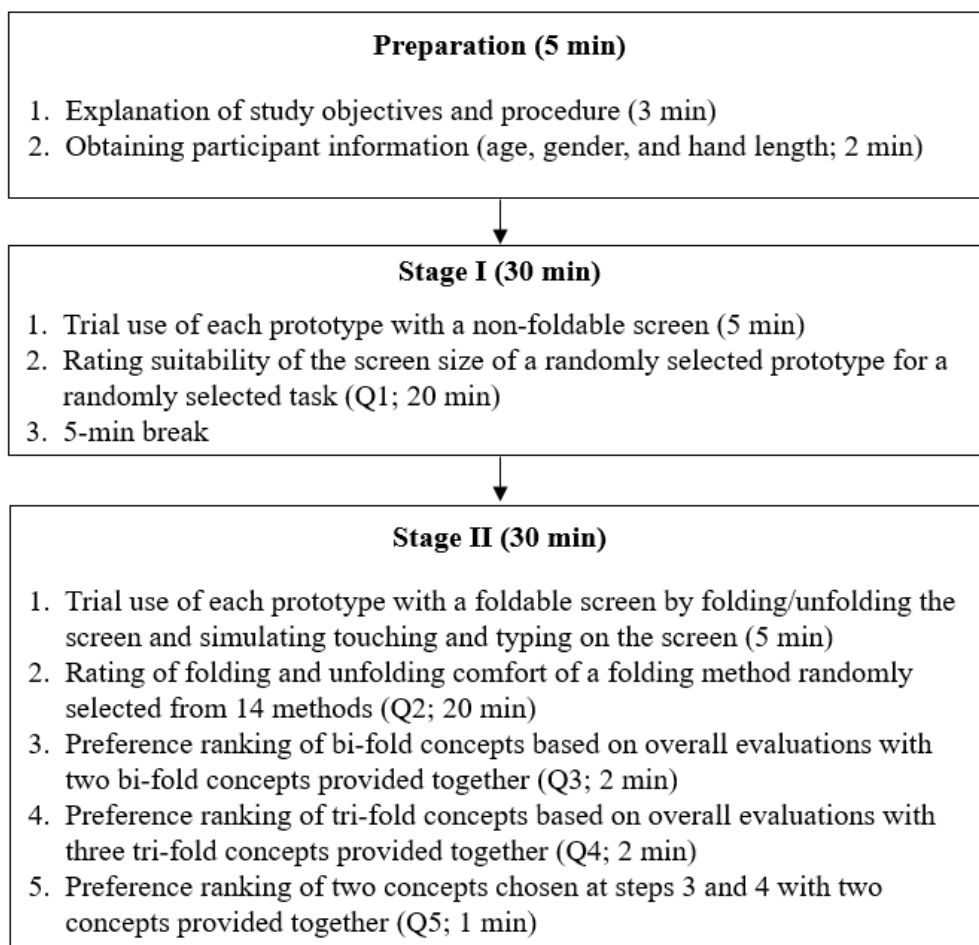 Preparation (5 min)
1. Explanation of study objectives and procedure (3 min)
2. Obtaining participant information (age, gender, and hand length; 2 min)
Stage I (30 min)
1. Trial use of each prototype with a non-foldable screen (5 min)
2. Rating suitability of the screen size of a randomly selected prototype for a
randomly selected task (Q1; 20 min)
3. 5-min break
Stage II (30 min)
1. Trial use of each prototype with a foldable screen by folding/unfolding the
screen and simulating touching and typing on the screen (5 min)
2. Rating of folding and unfolding comfort of a folding method randomly
selected from 14 methods (Q2; 20 min)
3. Preference ranking of bi-fold concepts based on overall evaluations with
two bi-fold concepts provided together (Q3; 2 min)
4. Preference ranking of tri-fold concepts based on overall evaluations with
three tri-fold concepts provided together (Q4; 2 min)
5. Preference ranking of two concepts chosen at steps 3 and 4 with two
concepts provided together (Q5; 1 min)